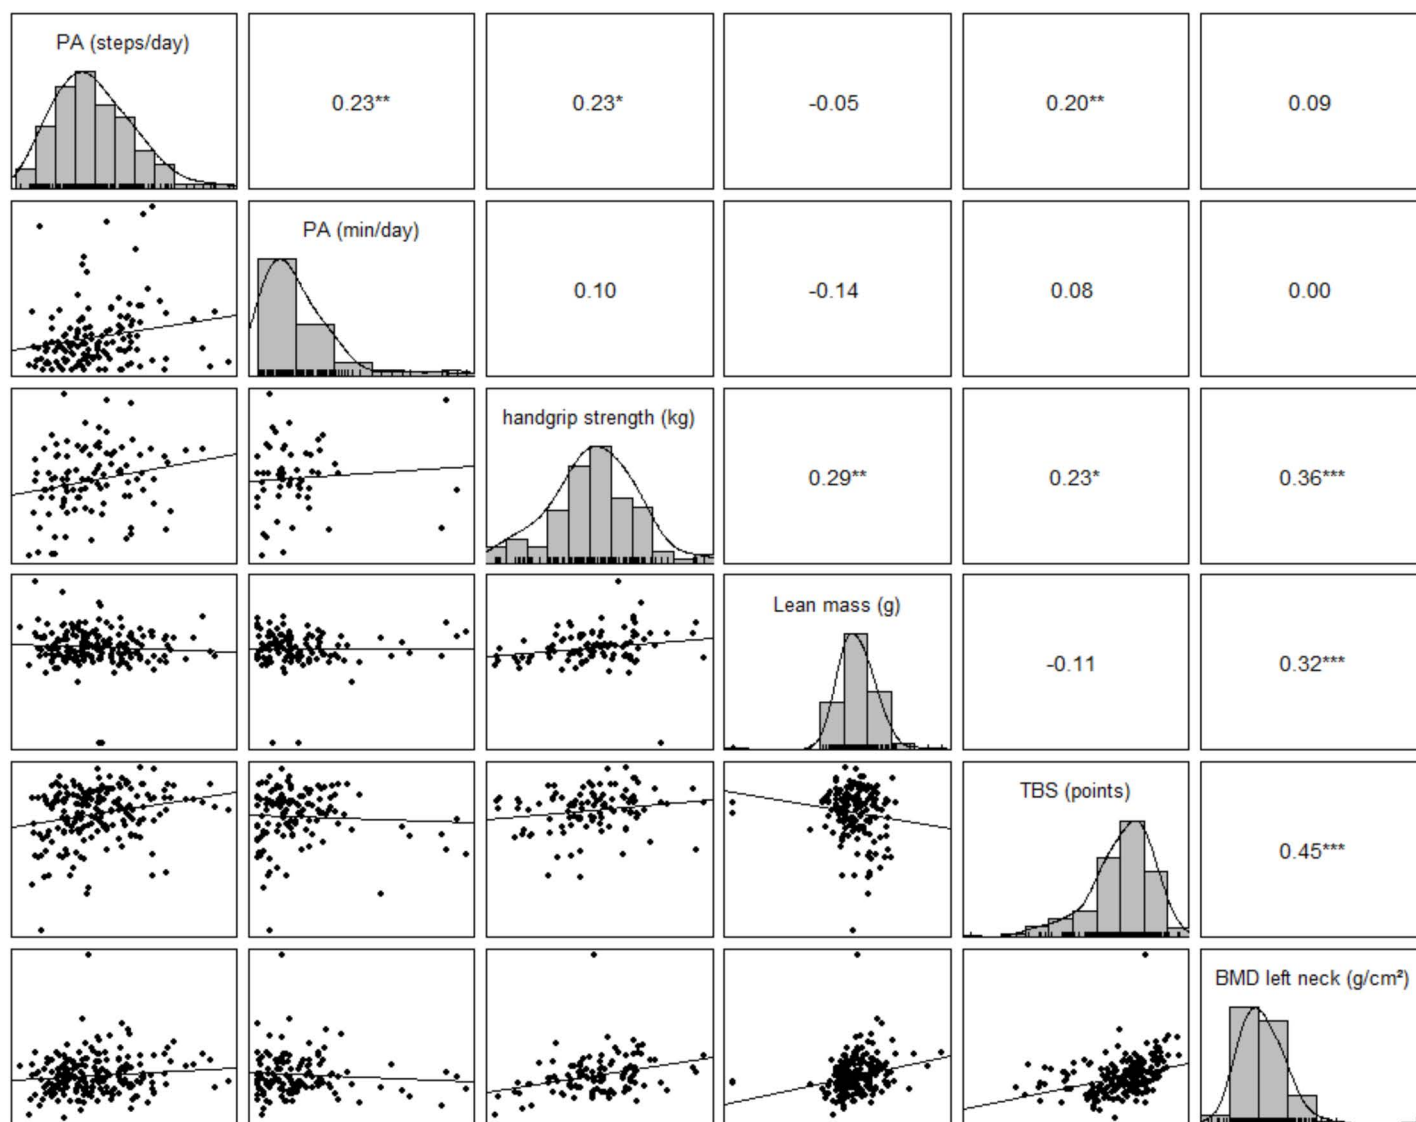 PA (steps/day)
0.23**
0.23*
-0.05
0.20**
0.09
PA (min/day)
0.10
-0.14
0.08
0.00
handgrip strength (kg)
0.29**
0.23*
0.36***
Lean mass (g)
-0.11
0.32***
TBS (points)
0.45***
BMD left neck (g/cm²)